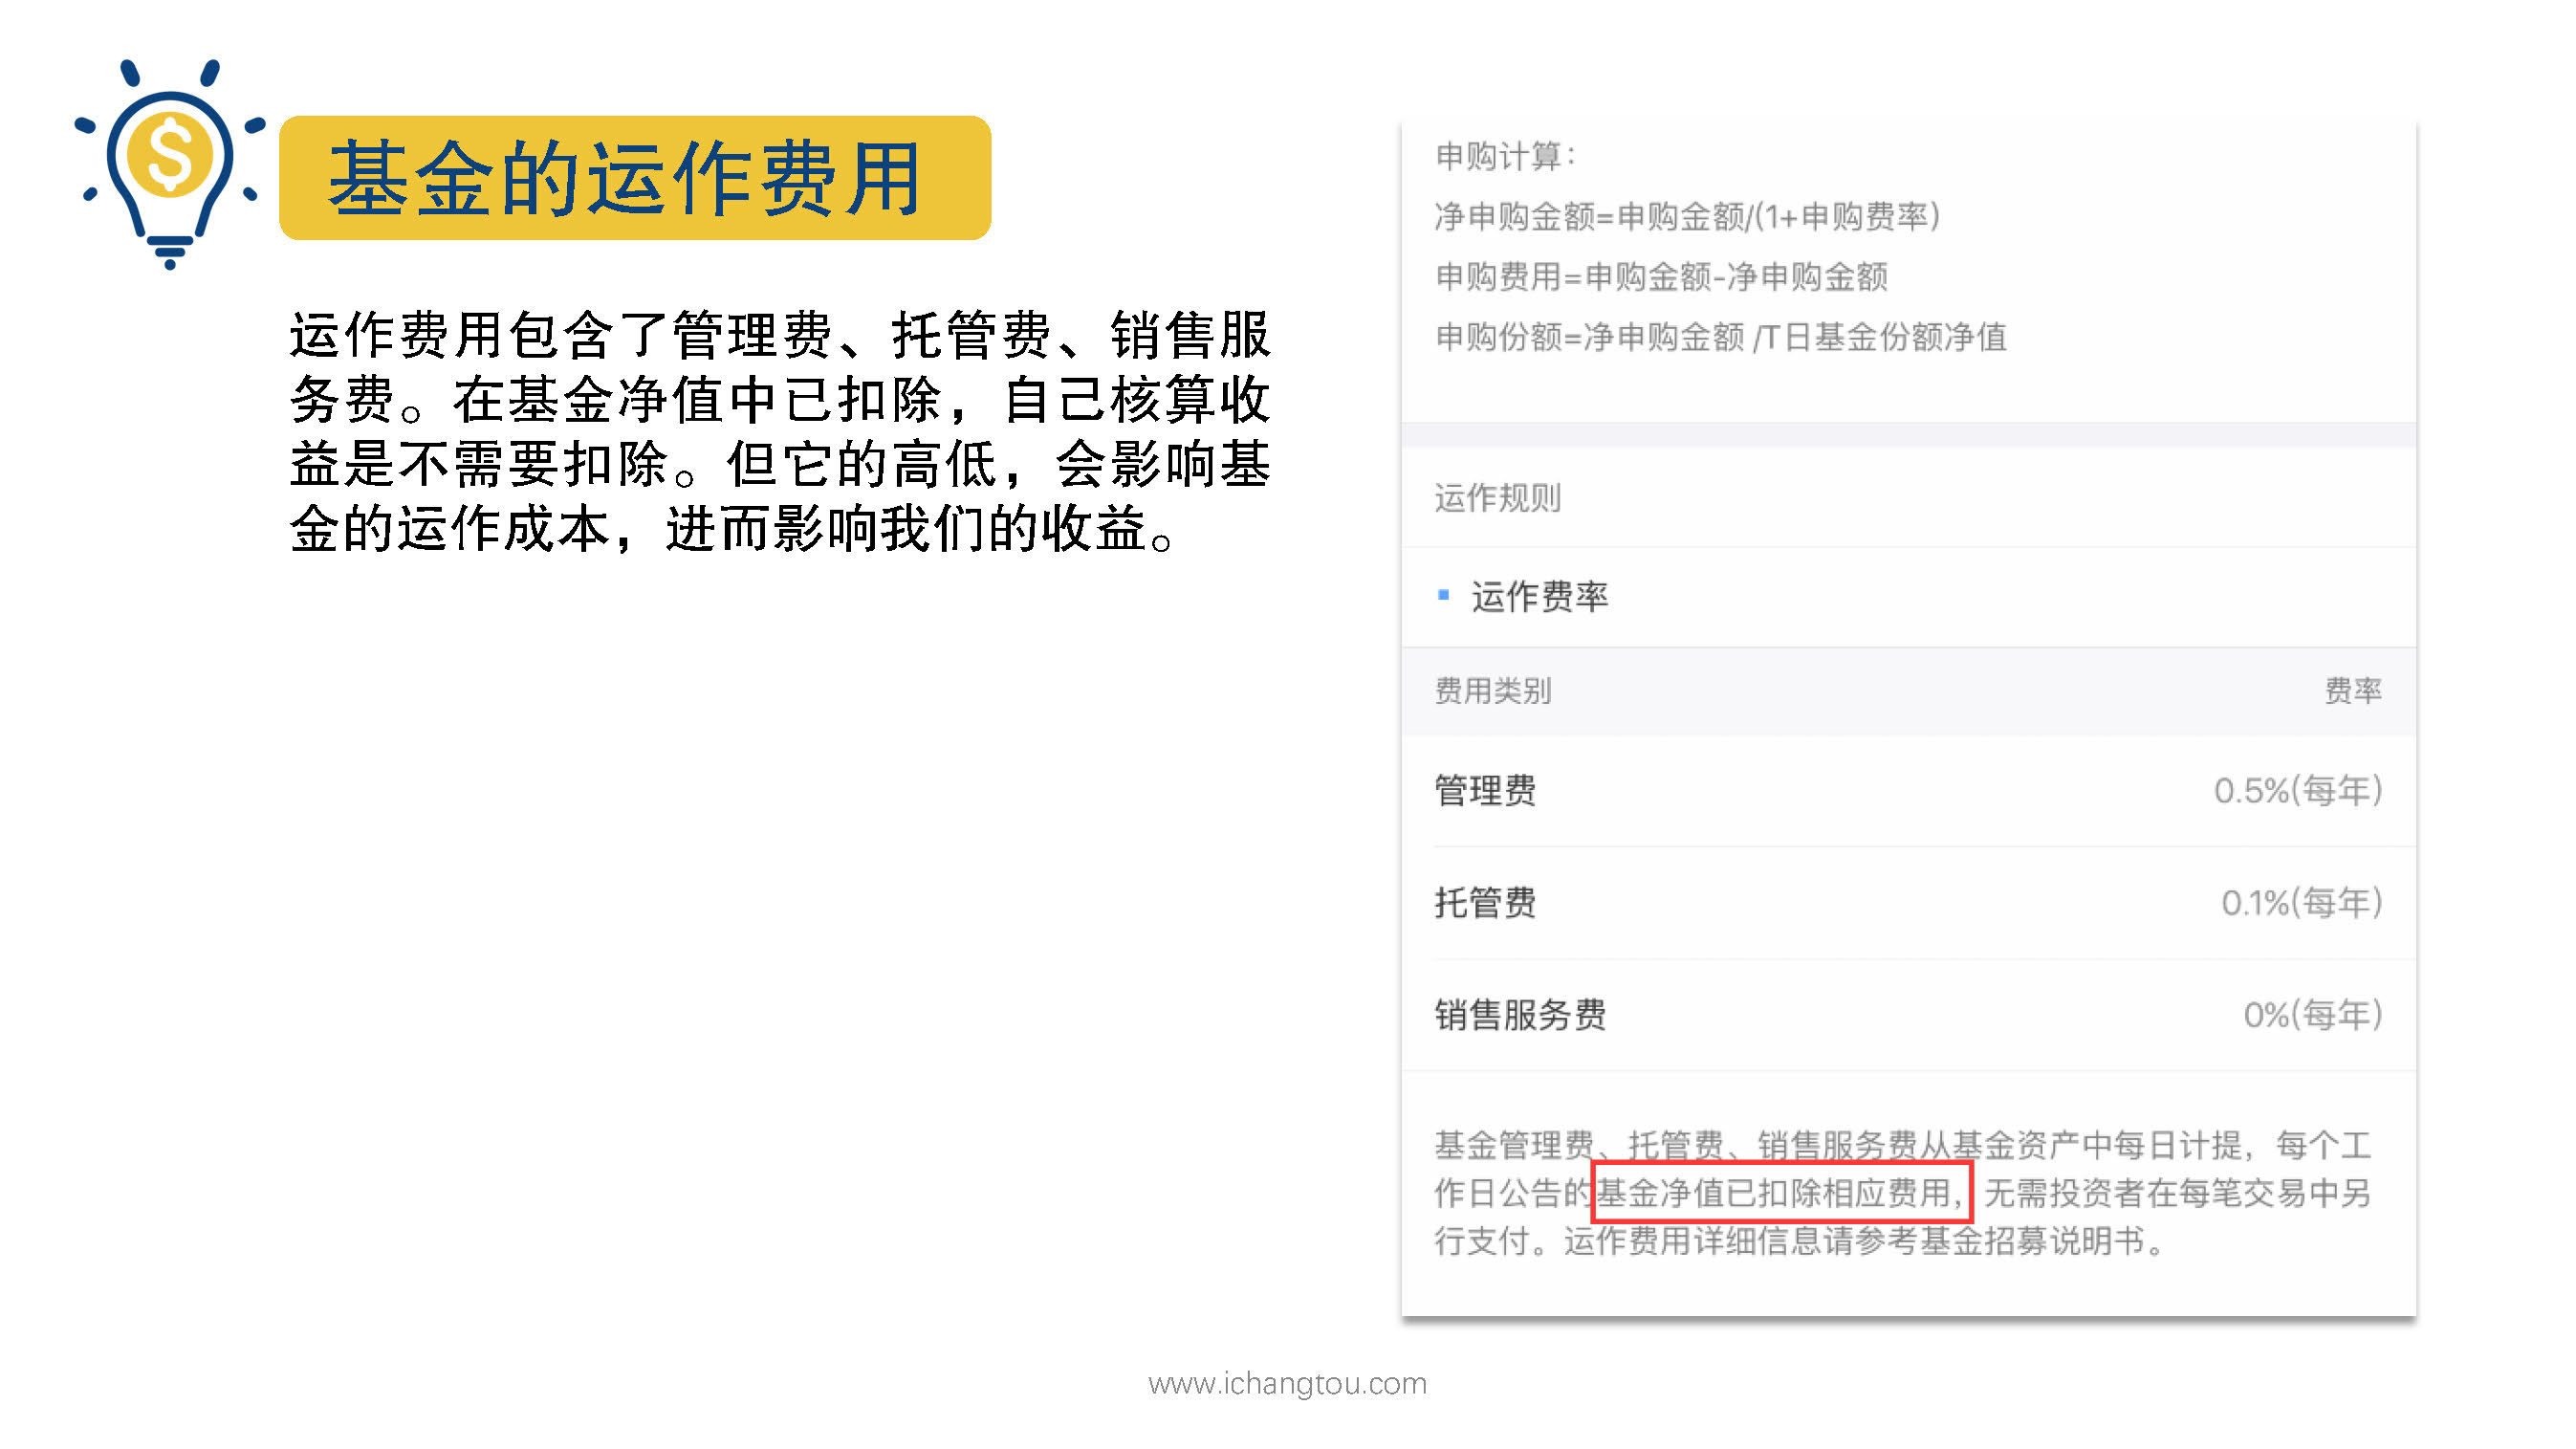 基金的运作费用
运作费用包含了管理费、托管费、销售服
务费。在基金净值中已扣除，自己核算收
益是不需要扣除。但它的高低，会影响基
金的运作成本，进而影响我们的收益。
申购计算：
净申购金额=申购金额/(1+申购费率)
申购费用=申购金额-净申购金额
申购份额=净申购金额 /T日基金份额净值
运作规则
运作费率
费用类别 费率
管理费 0.5%(每年)
托管费 0.1%(每年)
销售服务费 0%(每年)
基金管理费、托管费、销售服务费从基金资产中每日计提，每个工
作日公告的基金净值已扣除相应费用，无需投资者在每笔交易中另
行支付。运作费用详细信息请参考基金招募说明书。
www.ichangtou.com